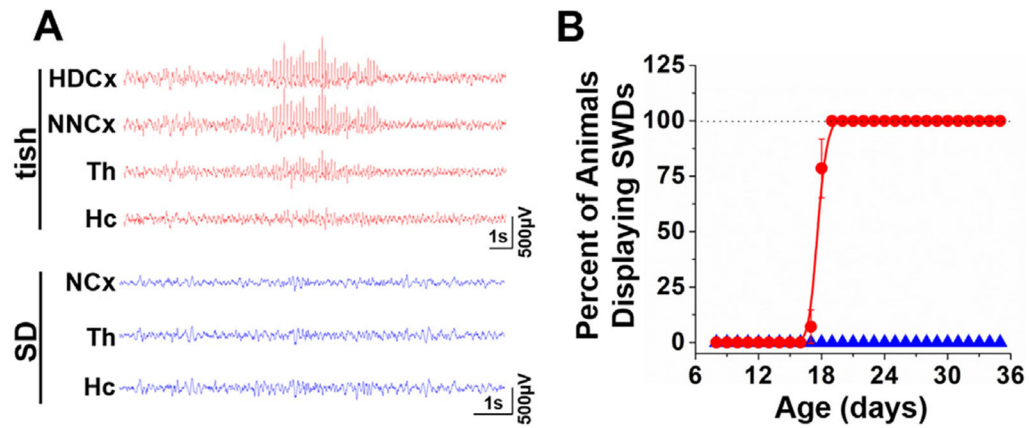 A
tish
HDCx
NNCx
Th
Hc
1s
500µV
SD
NCx
Th
Hc
1s
500µV
B
Percent of Animals
Displaying SWDs
125
100
75
50
25
0
6 12 18 24 30 36
Age (days)